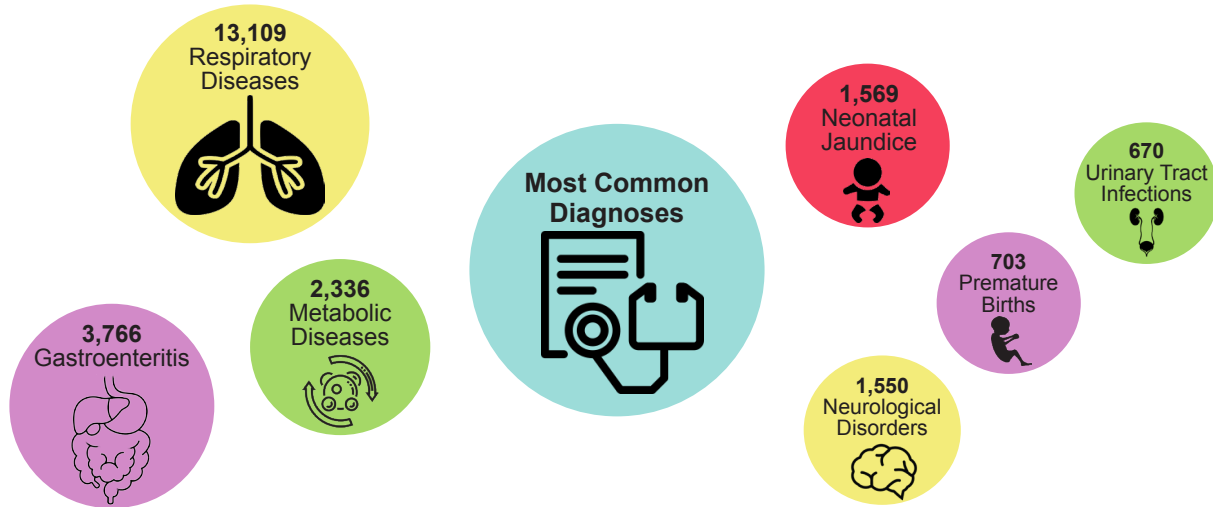 13,109
Respiratory
Diseases
3,766
Gastroenteritis
2,336
Metabolic
Diseases
Most Common
Diagnoses
1,569
Neonatal
Jaundice
670
Urinary Tract
Infections
703
Premature
Births
1,550
Neurological
Disorders